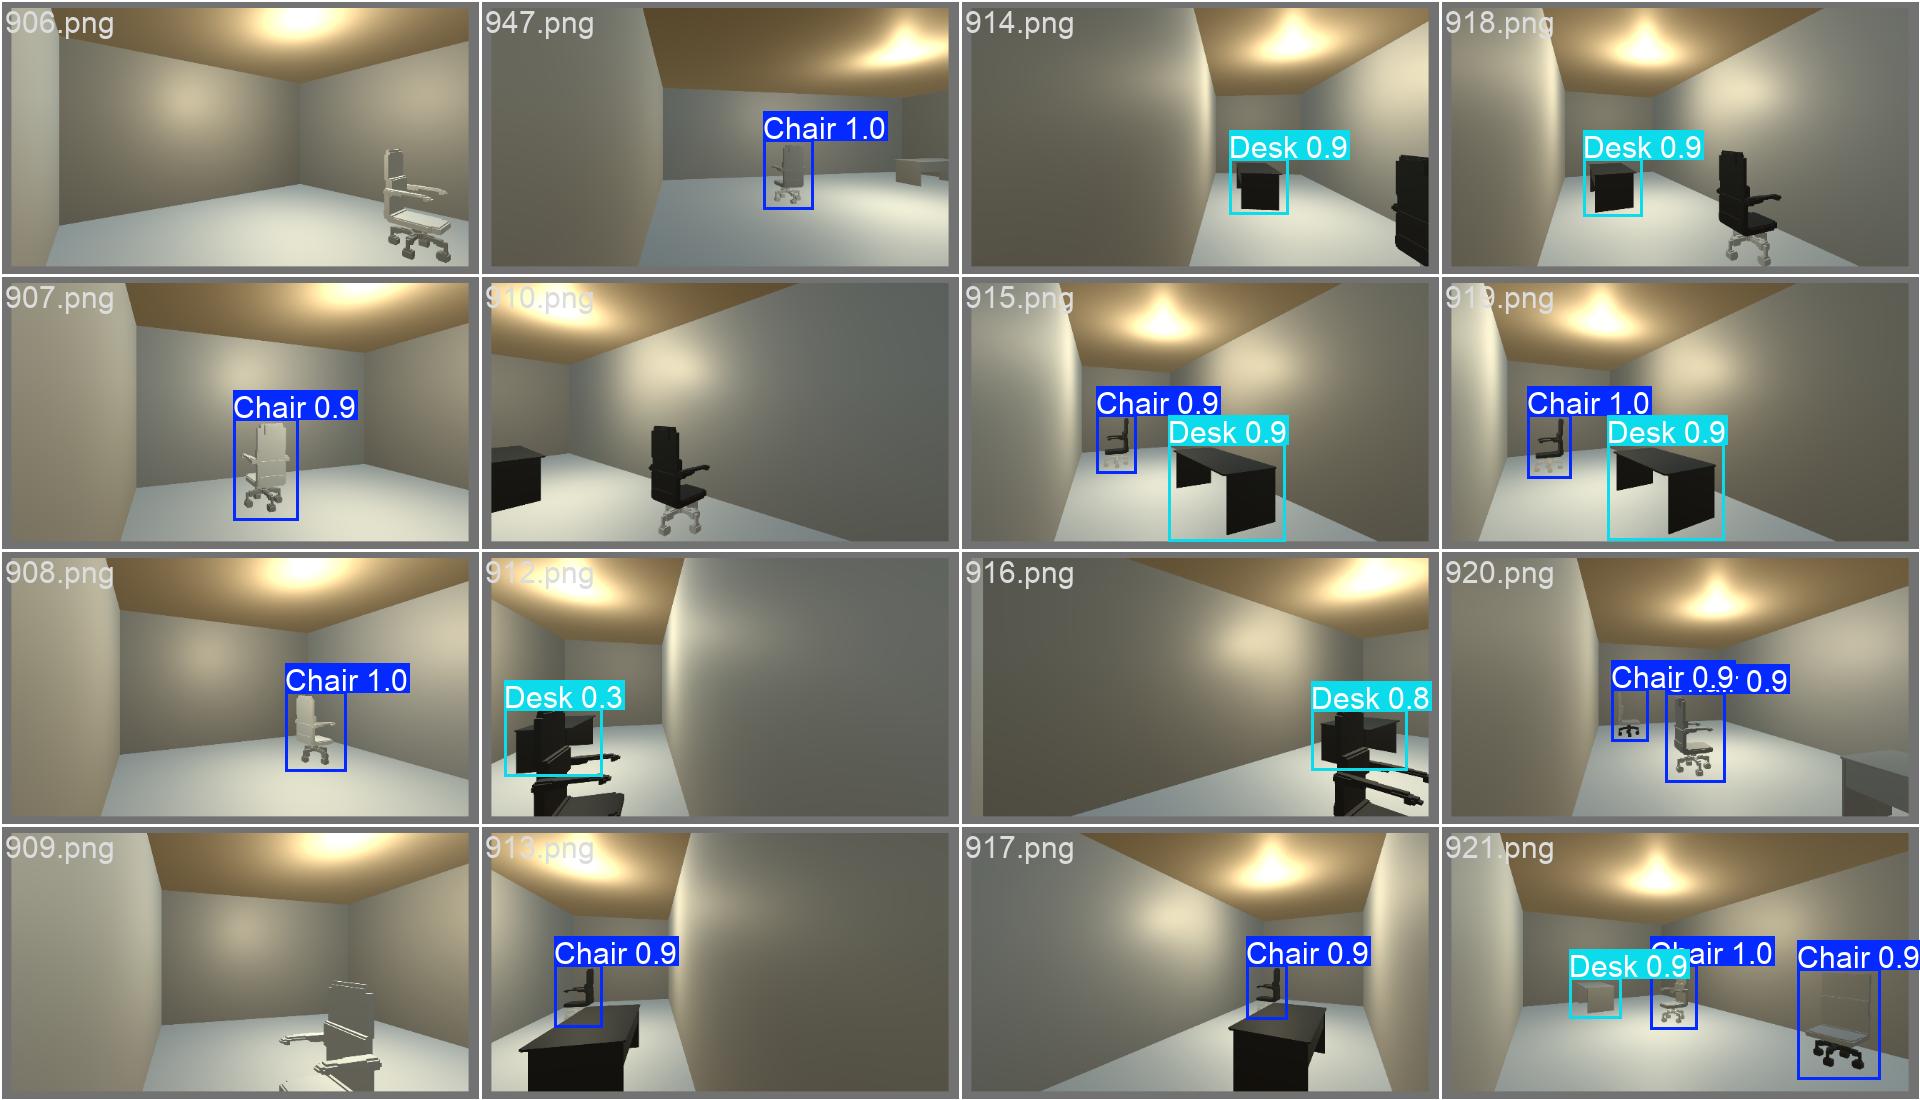 906.png
947.png
Chair 1.0
914.png
Desk 0.9
918.png
Desk 0.9
907.png
Chair 0.9
910.png
915.png
Chair 0.9
Desk 0.9
919.png
Chair 1.0
Desk 0.9
908.png
Chair 1.0
912.png
Desk 0.3
916.png
Desk 0.8
920.png
Chair 0.9
0.9
909.png
913.png
Chair 0.9
917.png
Chair 0.9
921.png
Desk 0.9
air 1.0
Chair 0.9